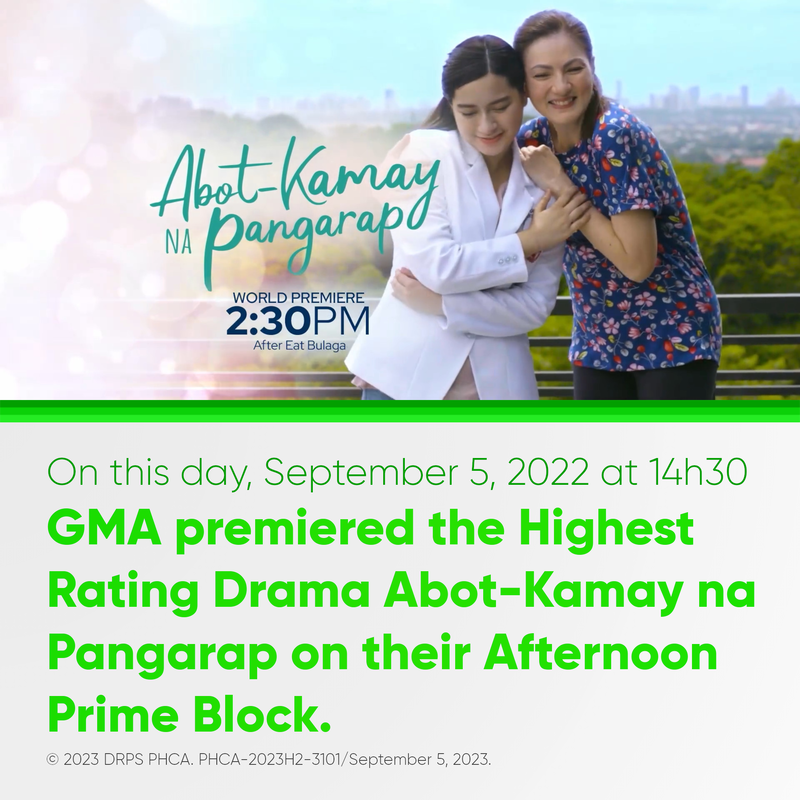 Abot-Kamay
NA Pangarap
WORLD PREMIERE
2:30PM
After Eat Bulaga
On this day, September 5, 2022 at 14h30
GMA premiered the Highest
Rating Drama Abot-Kamay na
Pangarap on their Afternoon
Prime Block.
© 2023 DRPS PHCA. PHCA-2023H2-3101/September 5, 2023.